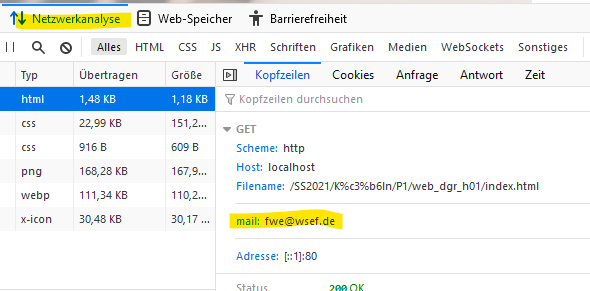 Netzwerkanalyse Web-Speicher Barrierefreiheit
Alles HTML CSS JS XHR Schriften Grafiken Medien WebSockets Sonstiges
Typ Übertragen Größe Kopfzeilen Cookies Anfrage Antwort Zeit
html 1,48 KB 1,18 KB
css 22,99 KB 151,2...
css 916 B 609 B
png 168,28 KB 167,9...
webp 111,34 KB 110,2...
x-icon 30,48 KB 30,17 ...
Kopfzeilen durchsuchen
GET
Scheme: http
Host: localhost
Filename: /SS2021/K%c3%b6ln/P1/web_dgr_h01/index.html
mail: fwe@wsef.de
Adresse: [::1]:80
Status 200 OK